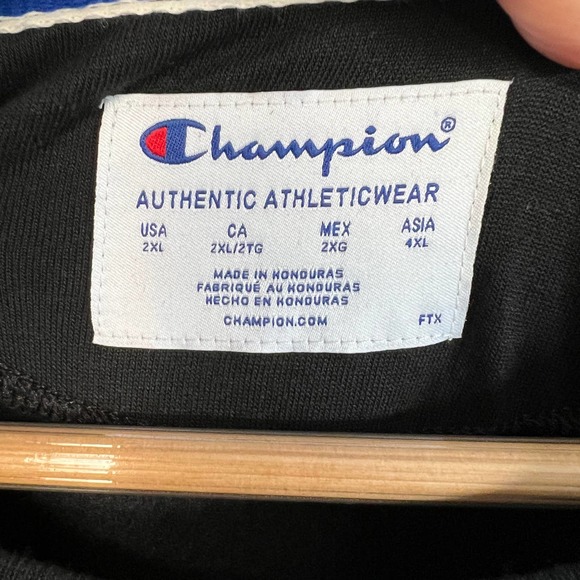 Champion®
AUTHENTIC ATHLETICWEAR
USA CA MEX ASIA
2XL 2XL/2TG 2XG 4XL
MADE IN HONDURAS
FABRIQUÉ AU HONDURAS
HECHO EN HONDURAS
CHAMPION.COM FTX